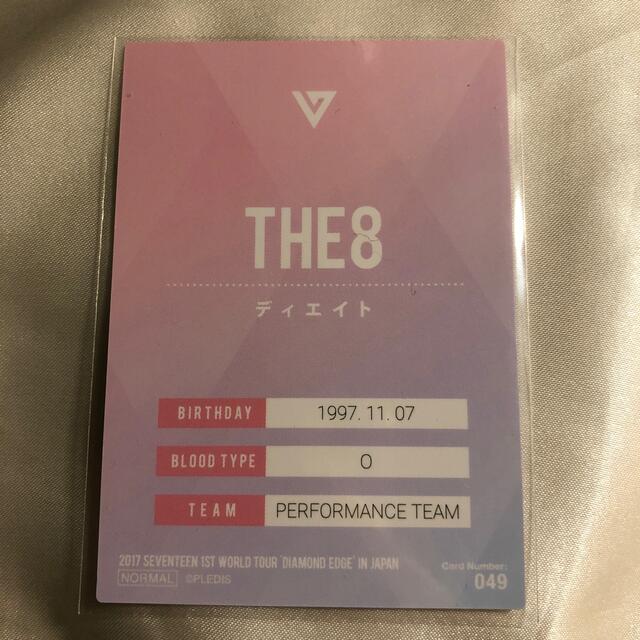 THE8
ディエイト
BIRTHDAY 1997. 11. 07
BLOOD TYPE O
TEAM PERFORMANCE TEAM
2017 SEVENTEEN 1ST WORLD TOUR 'DIAMOND EDGE' IN JAPAN Card Number:
NORMAL ©PLEDIS 049